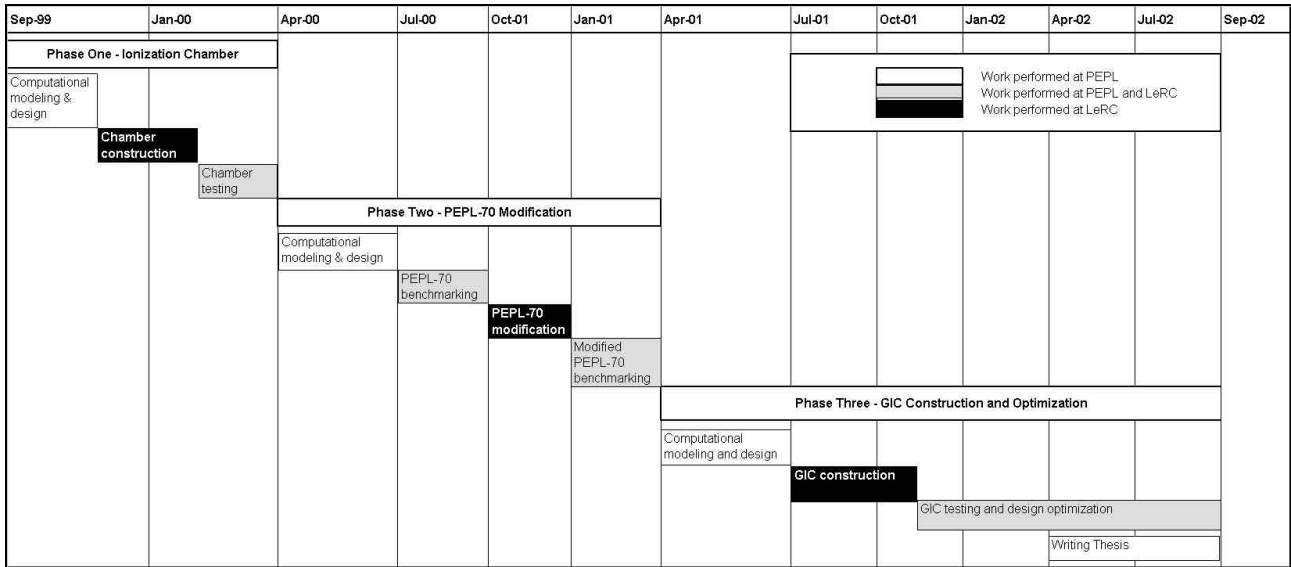 Sep-99 Jan-00 Apr-00 Jul-00 Oct-01 Jan-01 Apr-01 Jul-01 Oct-01 Jan-02 Apr-02 Jul-02 Sep-02
Phase One - Ionization Chamber
Work performed at PEPL
Work performed at PEPL and LeRC
Work performed at LeRC
Computational
modeling &
design
Chamber
construction
Chamber
testing
Phase Two - PEPL-70 Modification
Computational
modeling & design
PEPL-70
benchmarking
PEPL-70
modification
Modified
PEPL-70
benchmarking
Phase Three - GIC Construction and Optimization
Computational
modeling and design
GIC construction
GIC testing and design optimization
Writing Thesis